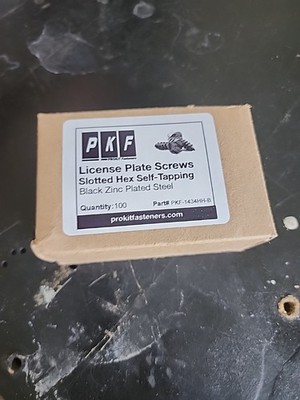 PKF
License Plate Screws
Slotted Hex Self-Tapping
Black Zinc Plated Steel
Quantity: 100 Part# PKF-1434HH-B
prokitfasteners.com